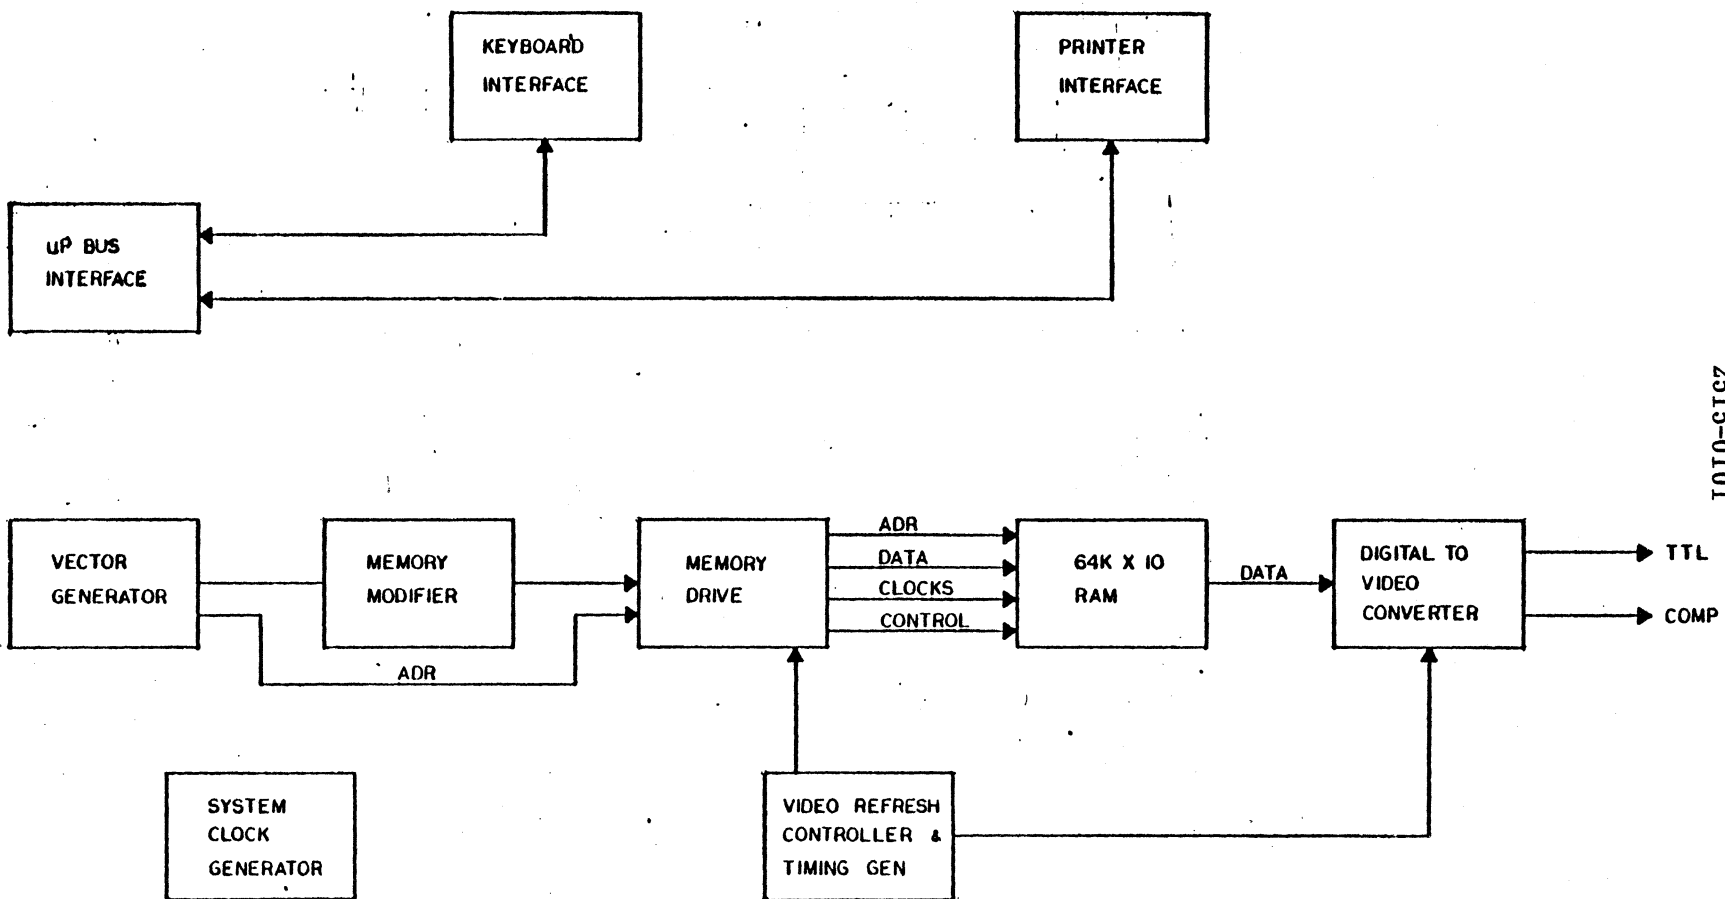 KEYBOARD
INTERFACE
PRINTER
INTERFACE
uP BUS
INTERFACE
VECTOR
GENERATOR
MEMORY
MODIFIER
MEMORY
DRIVE
ADR
DATA
CLOCKS
CONTROL
64K X 10
RAM
DATA
DIGITAL TO
VIDEO
CONVERTER
TTL
COMP
ADR
SYSTEM
CLOCK
GENERATOR
VIDEO REFRESH
CONTROLLER &
TIMING GEN